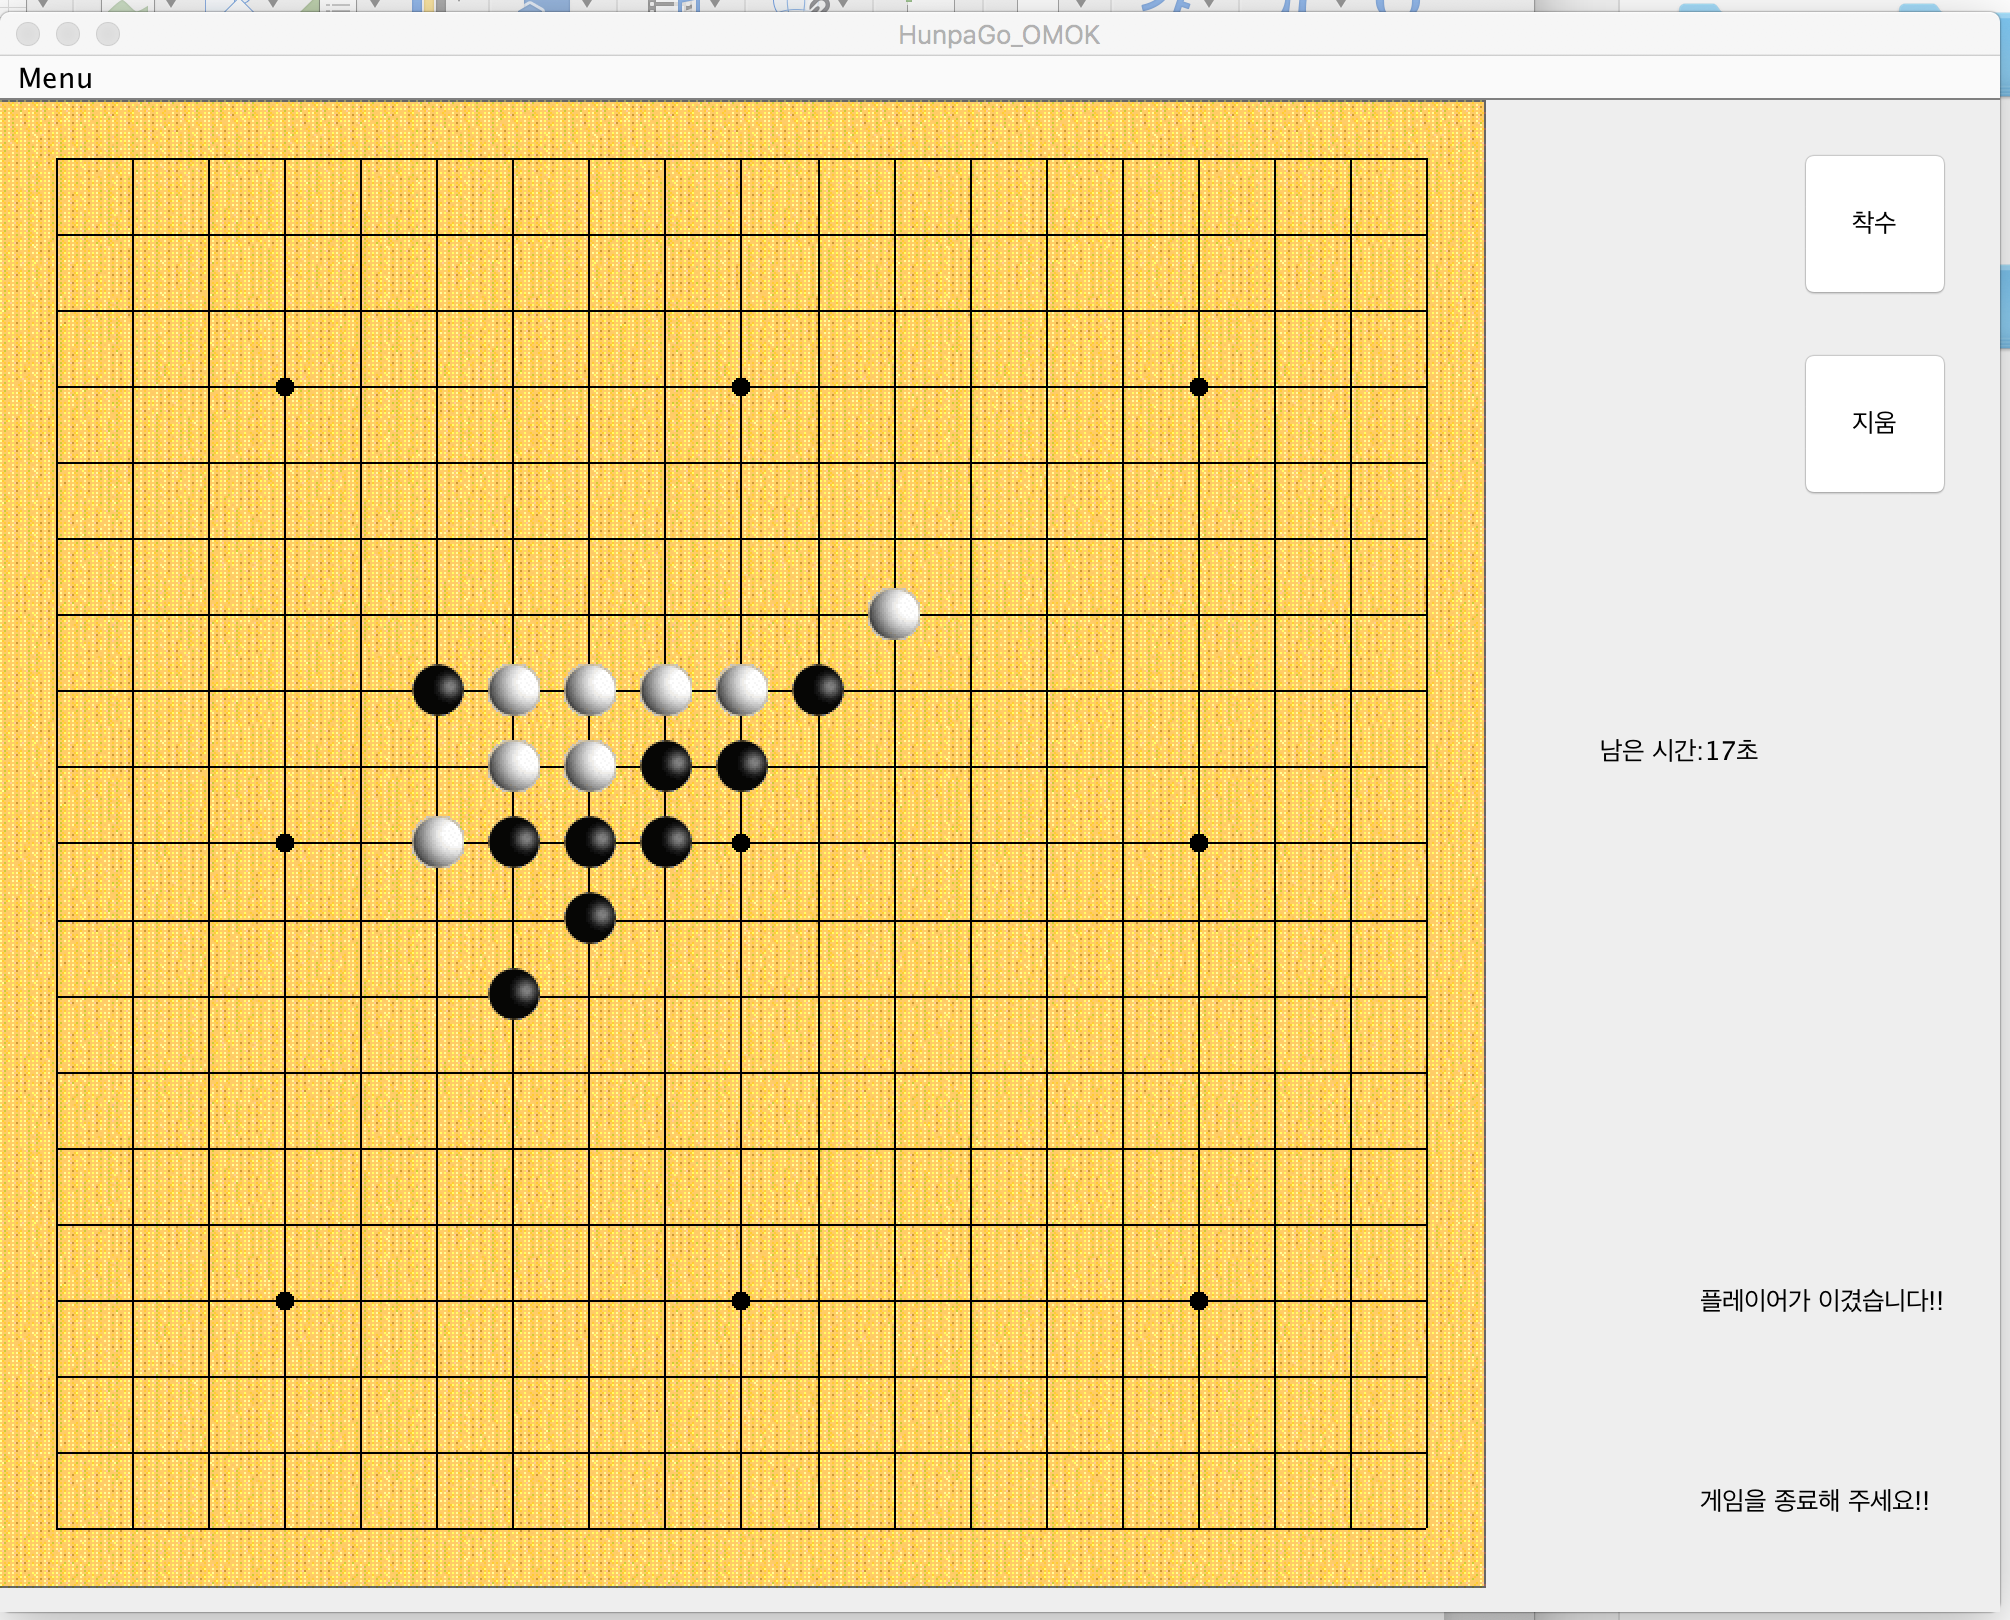 HunpaGo_OMOK
Menu
착수
지움
남은 시간:17초
플레이어가 이겼습니다!!
게임을 종료해 주세요!!